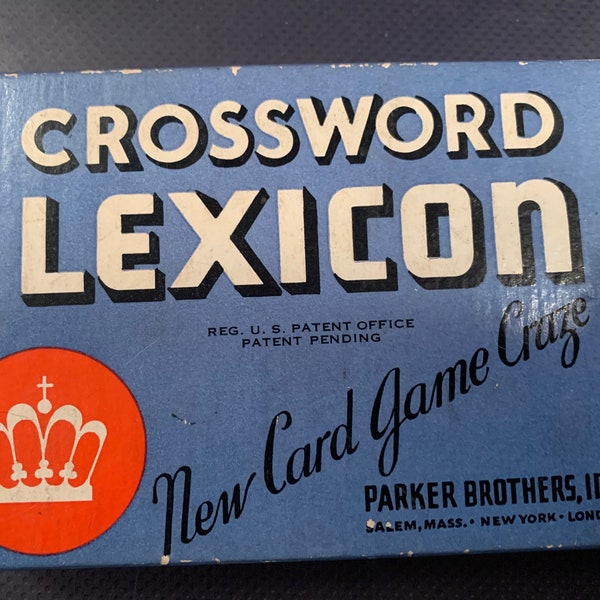 CROSSWORD
LEXICON
REG. U. S. PATENT OFFICE
PATENT PENDING
New Card Game Craze
PARKER BROTHERS,
SALEM, MASS. • NEW YORK •